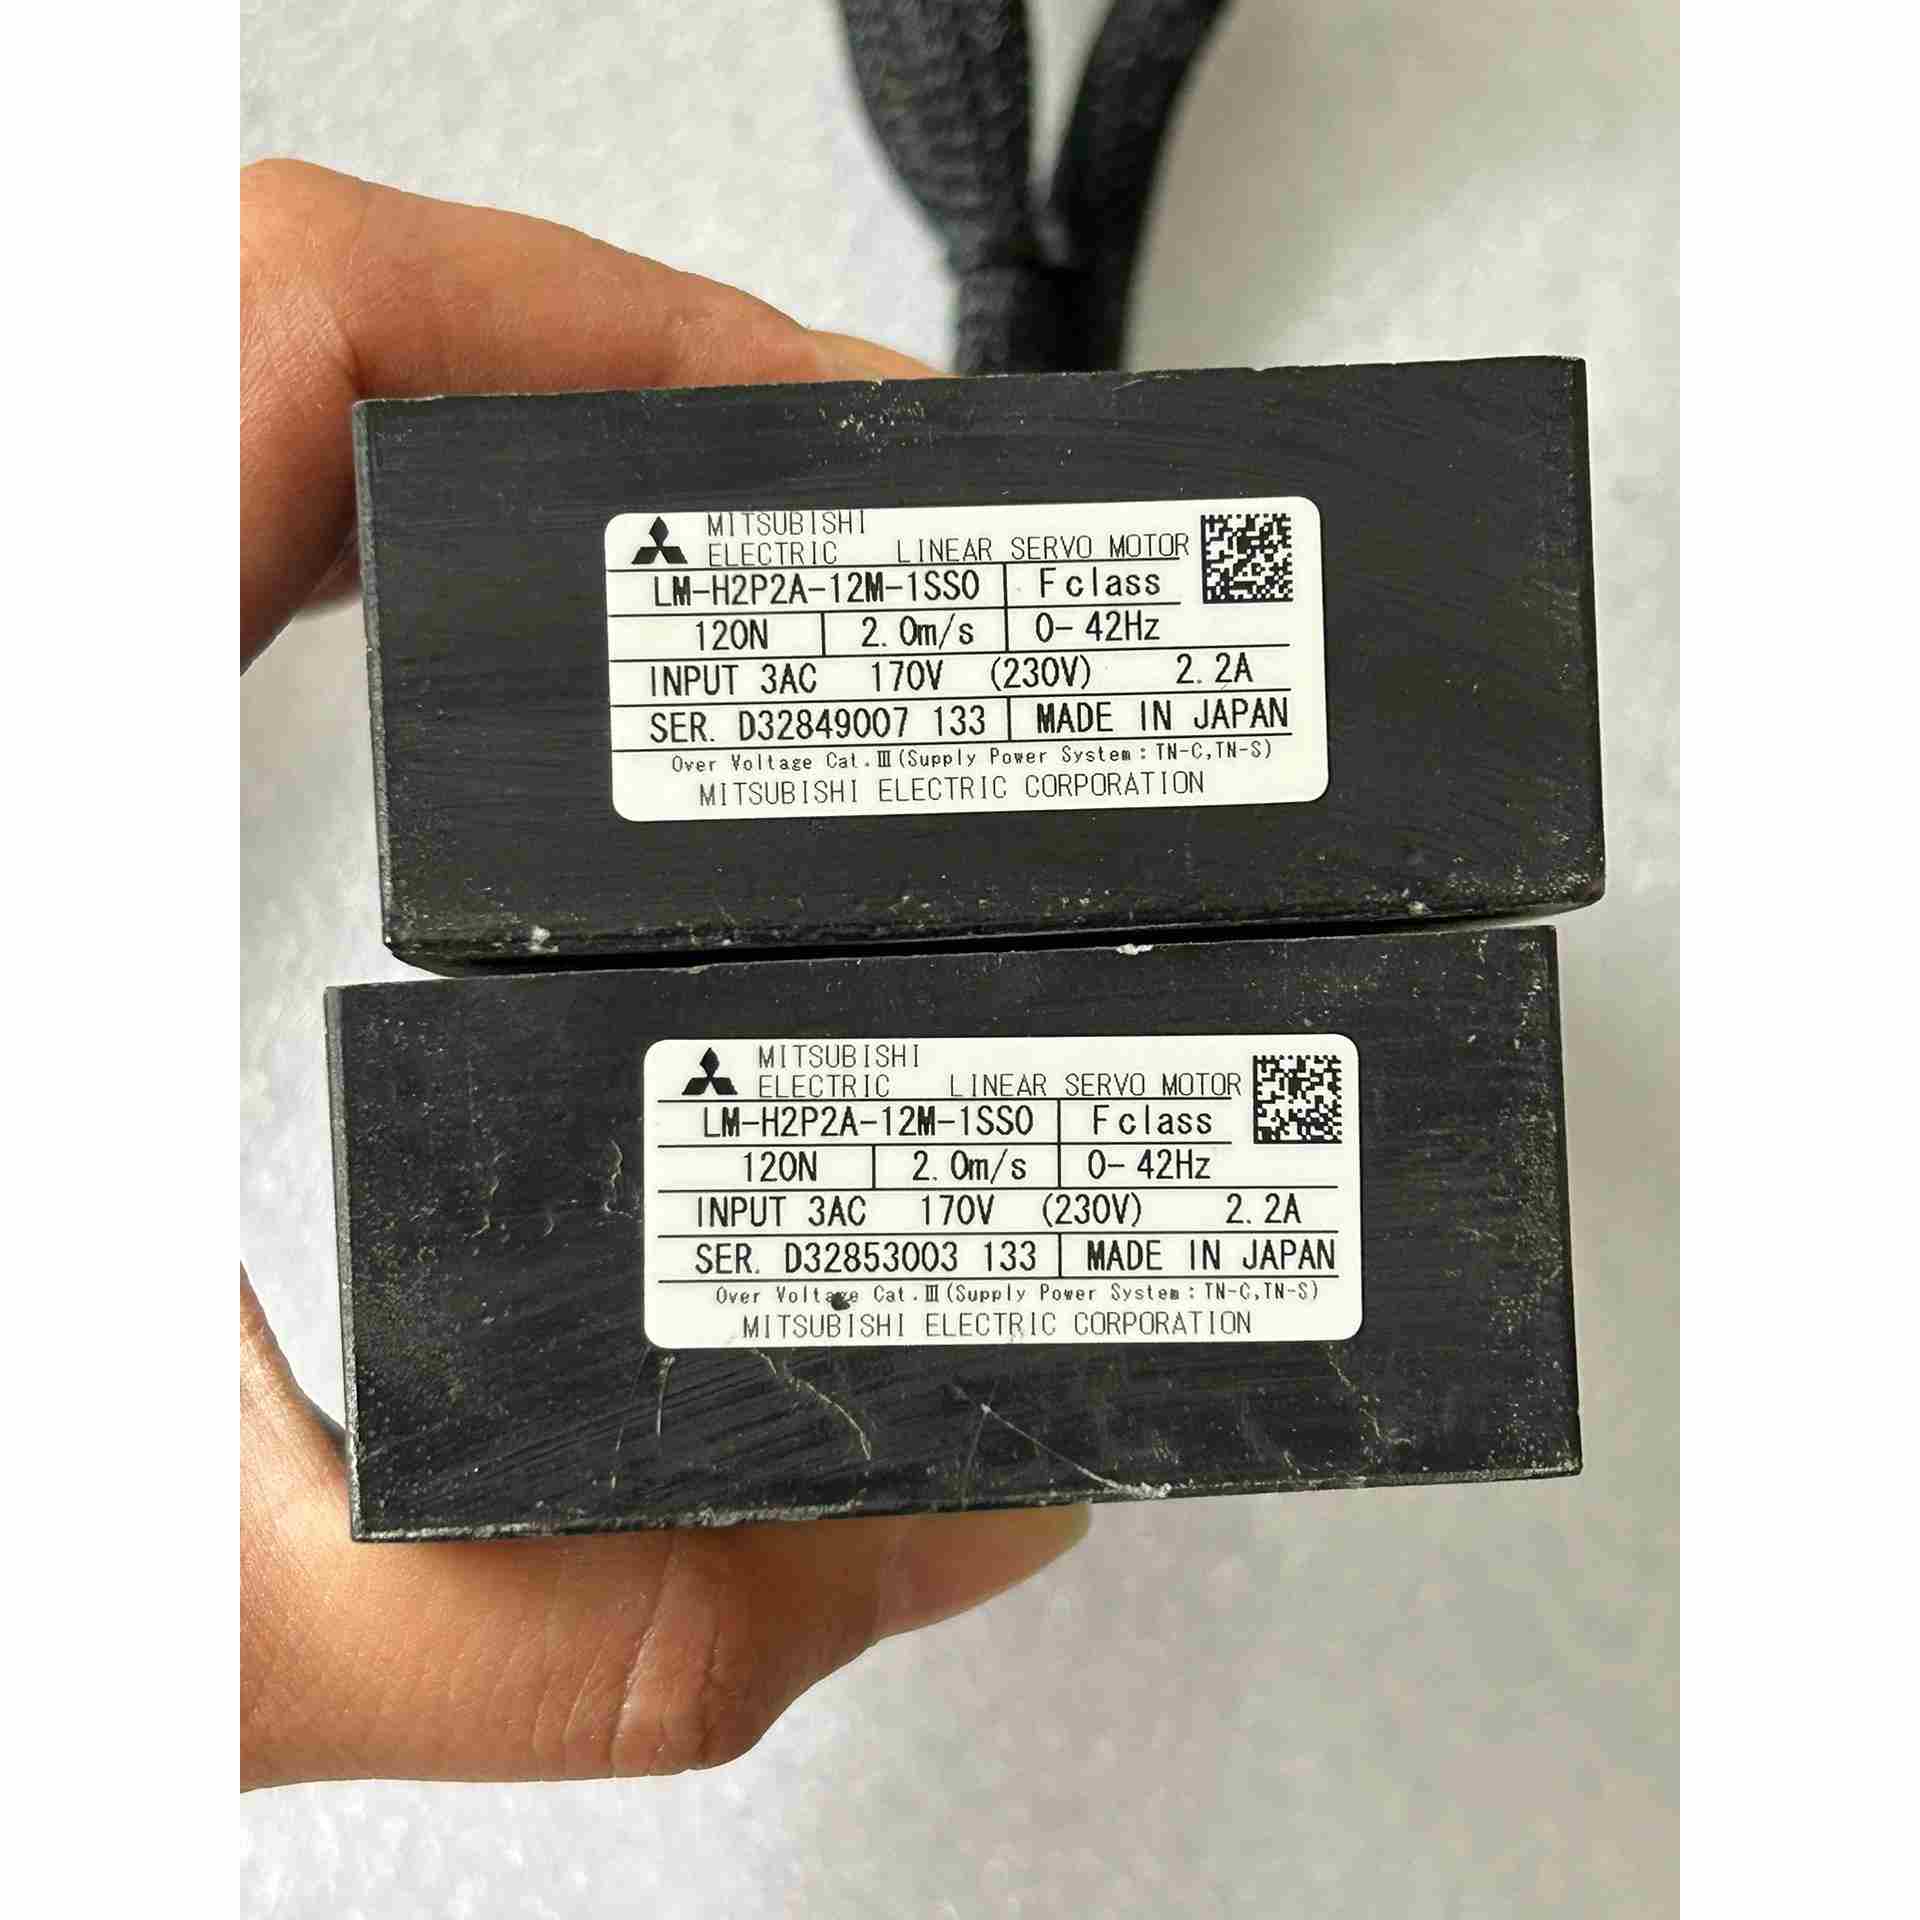 MITSUBISHI
ELECTRIC LINEAR SERVO MOTOR
LM-H2P2A-12M-1SS0 F class
120N 2.0m/s 0- 42Hz
INPUT 3AC 170V (230V) 2.2A
SER. D32849007 133 MADE IN JAPAN
Over Voltage Cat.Ⅲ(Supply Power System:TN-C,TN-S)
MITSUBISHI ELECTRIC CORPORATION
MITSUBISHI
ELECTRIC LINEAR SERVO MOTOR
LM-H2P2A-12M-1SS0 F class
120N 2.0m/s 0- 42Hz
INPUT 3AC 170V (230V) 2.2A
SER. D32853003 133 MADE IN JAPAN
Over Voltage Cat.Ⅲ(Supply Power System:TN-C,TN-S)
MITSUBISHI ELECTRIC CORPORATION